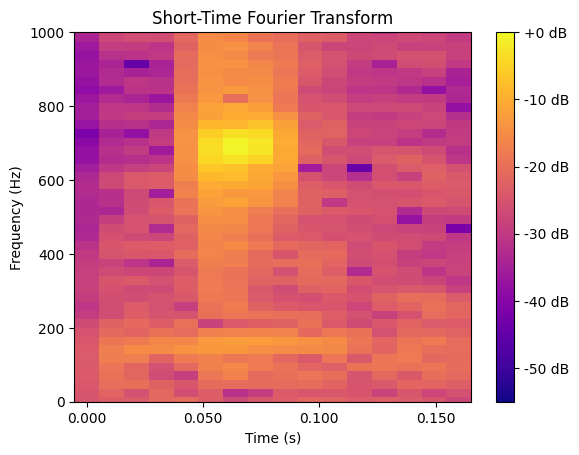 Short-Time Fourier Transform
Frequency (Hz)
1000
800
600
400
200
0
0.000 0.050 0.100 0.150
Time (s)
+0 dB
-10 dB
-20 dB
-30 dB
-40 dB
-50 dB